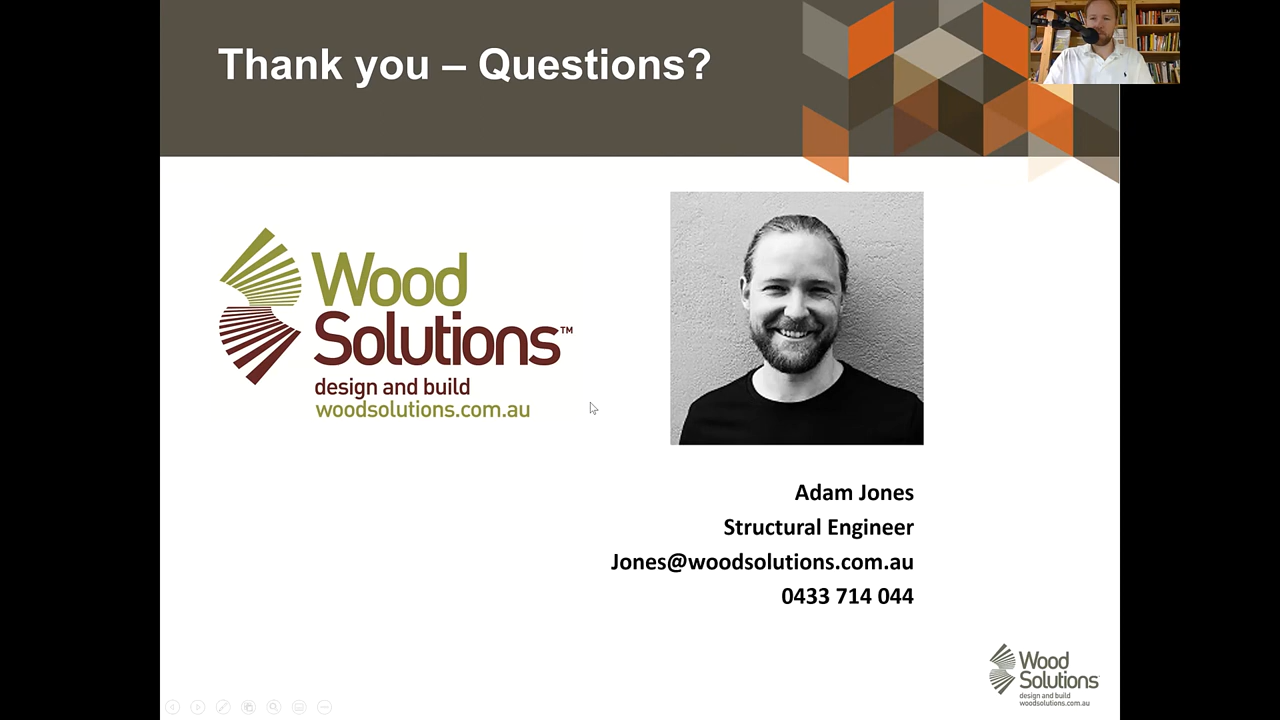 Thank you – Questions?
Wood
Solutions™
design and build
woodsolutions.com.au
Adam Jones
Structural Engineer
Jones@woodsolutions.com.au
0433 714 044
Wood
Solutions™
design and build
woodsolutions.com.au